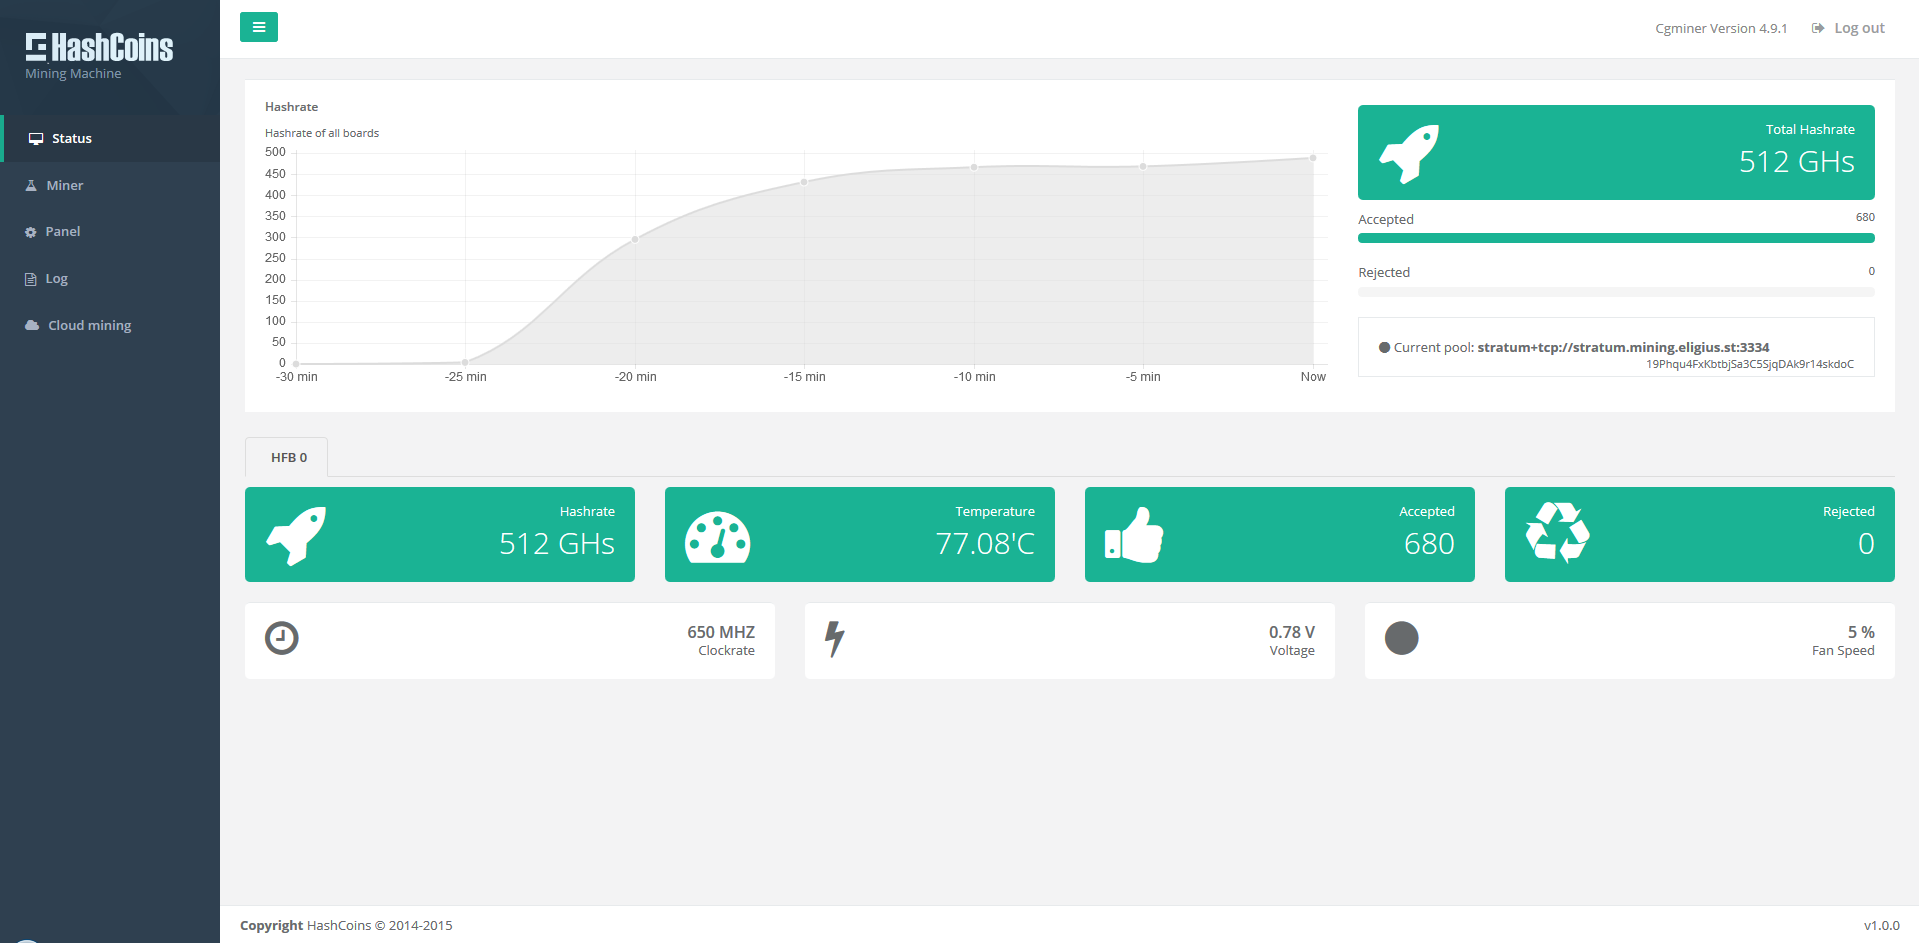 HashCoins
Mining Machine
Status
Miner
Panel
Log
Cloud mining
Cgminer Version 4.9.1
Log out
Hashrate
Hashrate of all boards
500
450
400
350
300
250
200
150
100
50
0
-30 min
-25 min
-20 min
-15 min
-10 min
-5 min
Now
Total Hashrate
512 GHs
Accepted
680
Rejected
0
Current pool: stratum+tcp://stratum.mining.eligius.st:3334
19Phqu4FxKbtbjSa3C5SjqDAk9r14skdoC
HFB 0
Hashrate
512 GHs
Temperature
77.08'C
Accepted
680
Rejected
0
650 MHZ
Clockrate
0.78 V
Voltage
5 %
Fan Speed
Copyright HashCoins © 2014-2015
v1.0.0